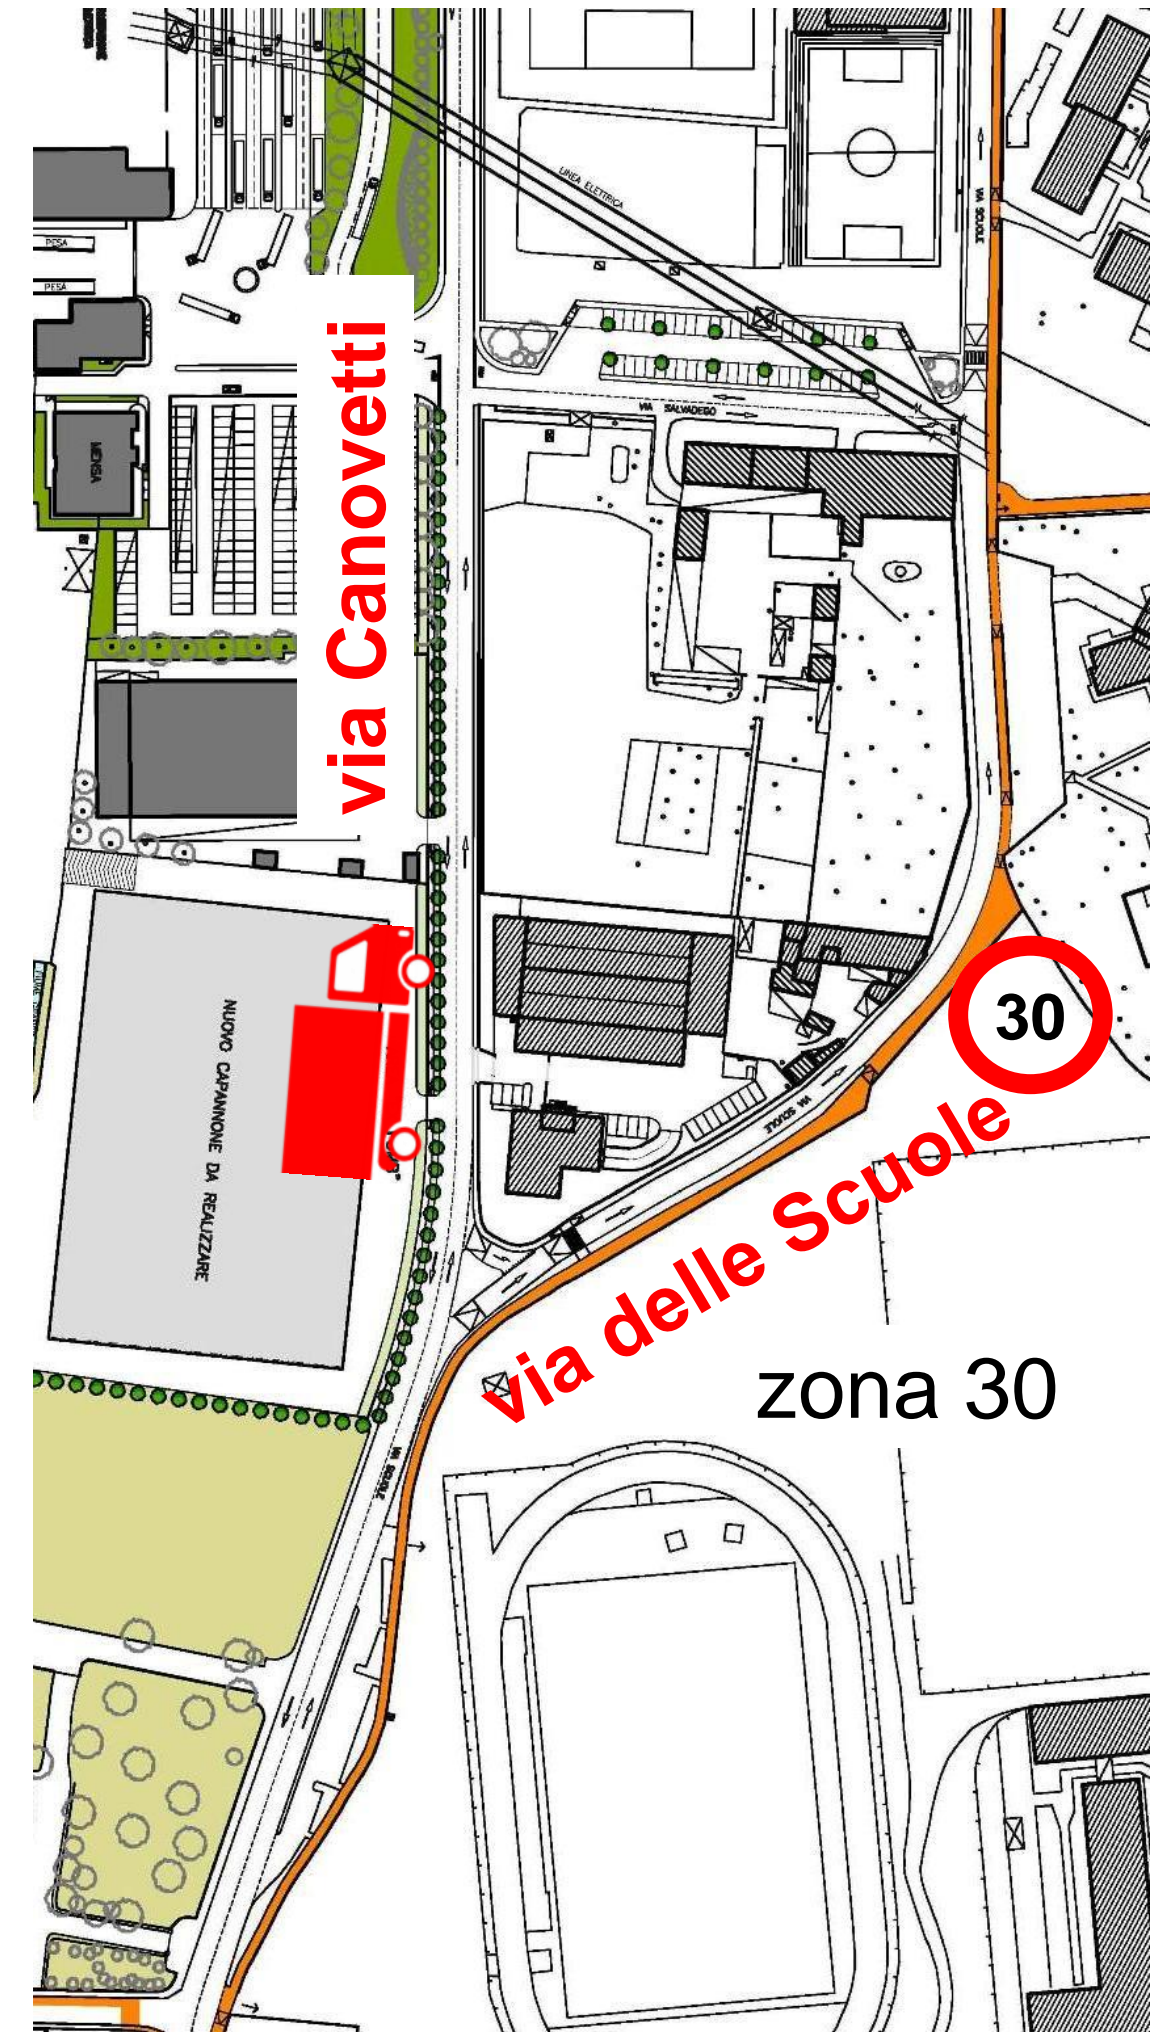 LINEA ELETTRICA
VIA SCUOLE
PESA
PESA
via Canovetti
VIA SALVADEGO
MENSA
NUOVO CAPANNONE DA REALIZZARE
30
VIA SCUOLE
via delle Scuole
zona 30
VIA SCUOLE